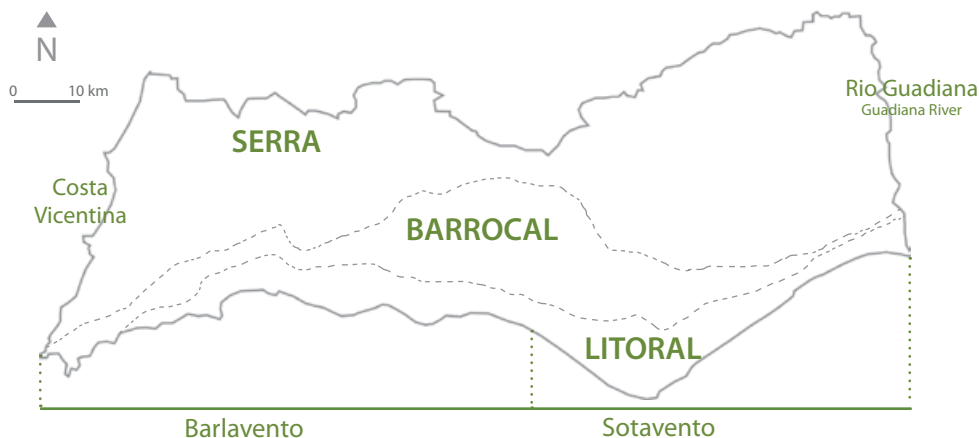 N
0 10 km
SERRA
Rio Guadiana
Guadiana River
Costa
Vicentina
BARROCAL
LITORAL
Barlavento
Sotavento